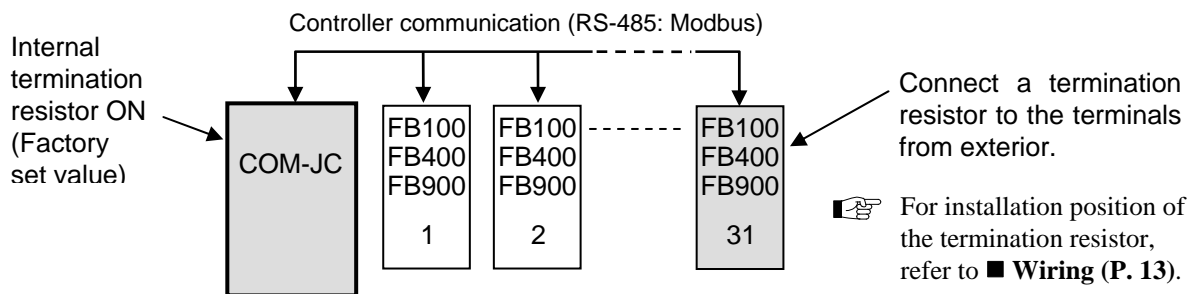 Controller communication (RS-485: Modbus)
Internal
termination
resistor ON
(Factory
set value)
COM-JC
FB100
FB400
FB900
1
FB100
FB400
FB900
2
FB100
FB400
FB900
31
Connect a termination
resistor to the terminals
from exterior.
For installation position of
the termination resistor,
refer to ■ Wiring (P. 13).